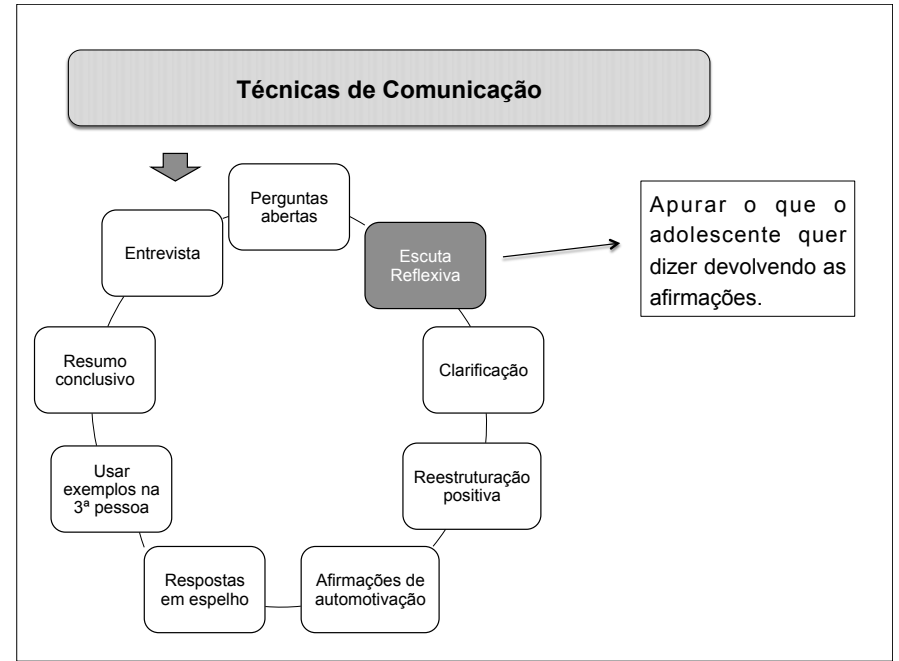 Técnicas de Comunicação
Perguntas
abertas
Entrevista
Escuta
Reflexiva
Apurar o que o
adolescente quer
dizer devolvendo as
afirmações.
Clarificação
Resumo
conclusivo
Reestruturação
positiva
Usar
exemplos na
3ª pessoa
Afirmações de
automotivação
Respostas
em espelho